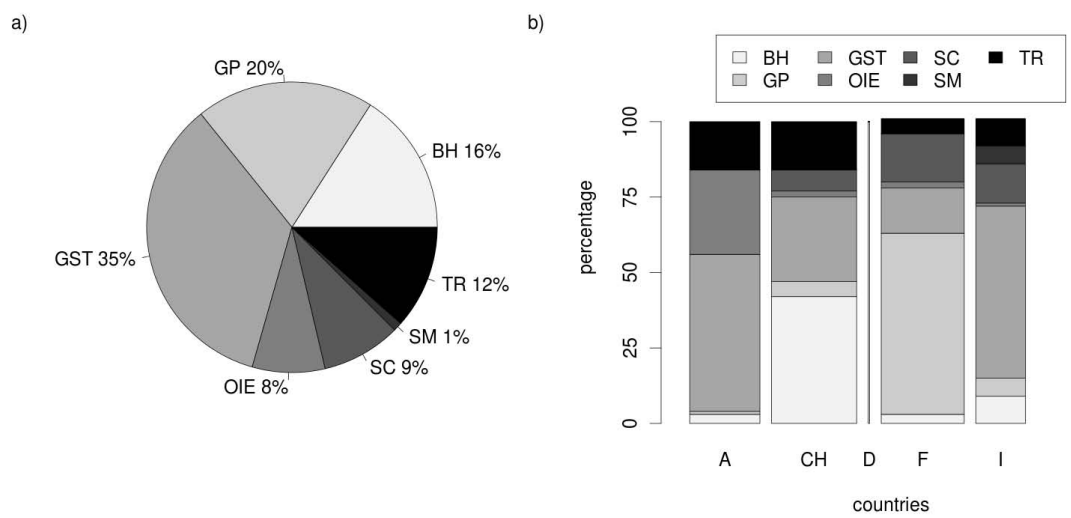 a)
GP 20%
BH 16%
GST 35%
TR 12%
SM 1%
SC 9%
OIE 8%
b)
BH GST SC TR
GP OIE SM
percentage
100
75
50
25
0
A CH D F I
countries